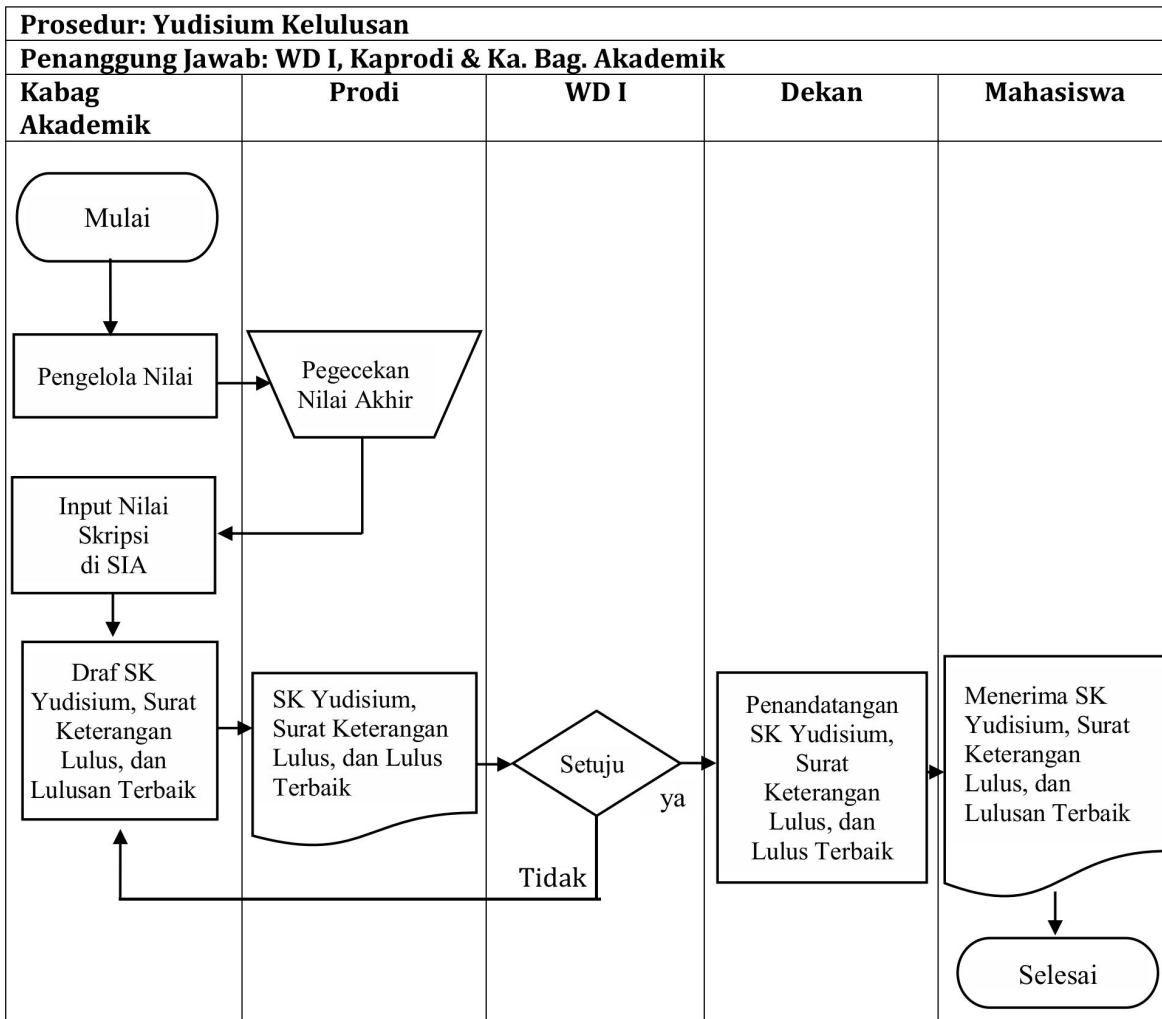 Prosedur: Yudisium Kelulusan
Penanggung Jawab: WD I, Kaprodi & Ka. Bag. Akademik
Kabag
Akademik
Prodi
WD I
Dekan
Mahasiswa
Mulai
Pengelola Nilai
Pegecekan
Nilai Akhir
Input Nilai
Skripsi
di SIA
Draf SK
Yudisium, Surat
Keterangan
Lulus, dan
Lulusan Terbaik
SK Yudisium,
Surat Keterangan
Lulus, dan Lulus
Terbaik
Setuju
ya
Tidak
Penandatangan
SK Yudisium,
Surat
Keterangan
Lulus, dan
Lulus Terbaik
Menerima SK
Yudisium, Surat
Keterangan
Lulus, dan
Lulusan Terbaik
Selesai